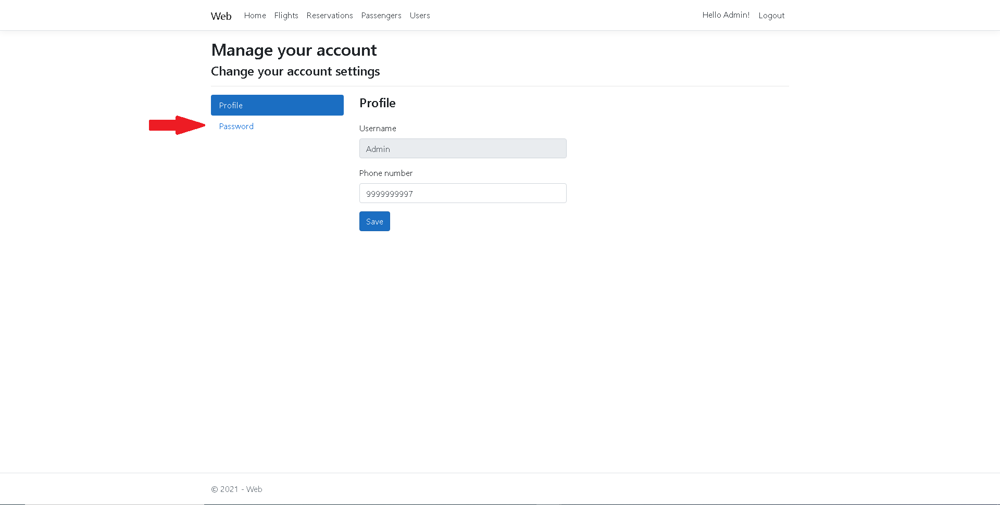 Web Home Flights Reservations Passengers Users Hello Admin! Logout
Manage your account
Change your account settings
Profile
Password
Profile
Username
Admin
Phone number
9999999997
Save
© 2021 - Web